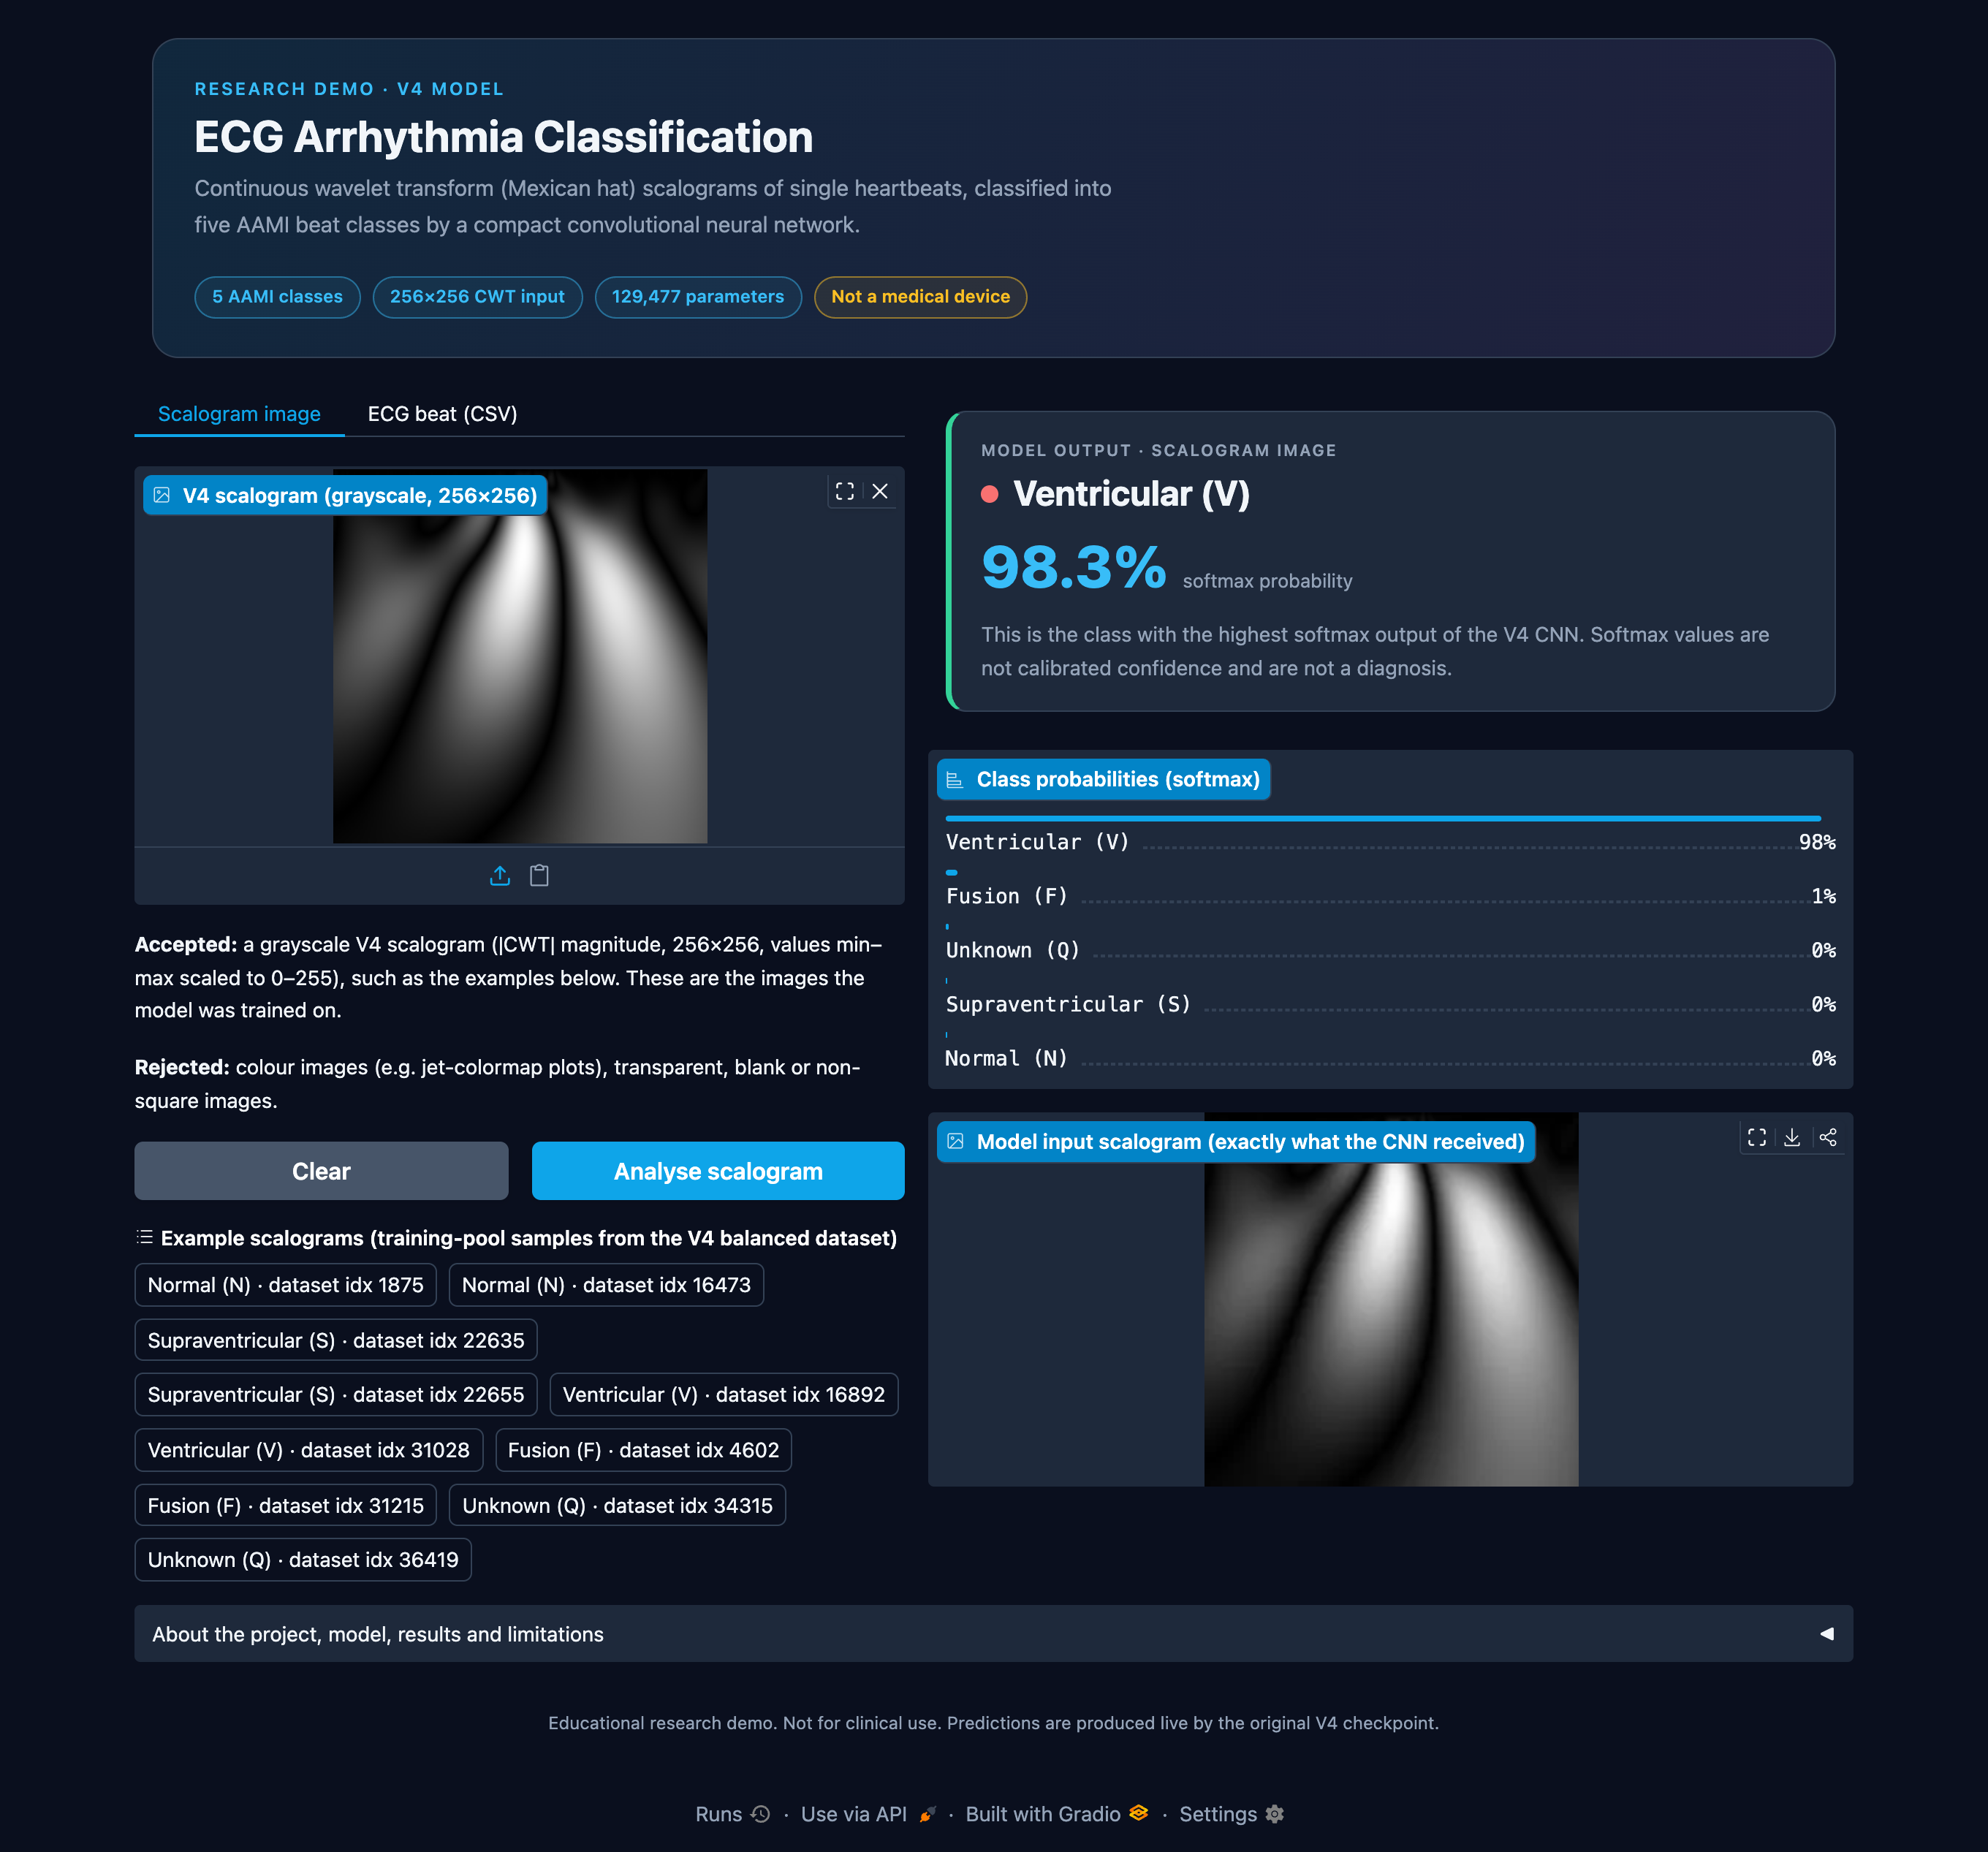 RESEARCH DEMO · V4 MODEL
ECG Arrhythmia Classification
Continuous wavelet transform (Mexican hat) scalograms of single heartbeats, classified into
five AAMI beat classes by a compact convolutional neural network.
5 AAMI classes
256×256 CWT input
129,477 parameters
Not a medical device
Scalogram image
ECG beat (CSV)
V4 scalogram (grayscale, 256×256)
Accepted: a grayscale V4 scalogram (|CWT| magnitude, 256×256, values min–
max scaled to 0–255), such as the examples below. These are the images the
model was trained on.
Rejected: colour images (e.g. jet-colormap plots), transparent, blank or non-
square images.
Clear
Analyse scalogram
Example scalograms (training-pool samples from the V4 balanced dataset)
Normal (N) · dataset idx 1875
Normal (N) · dataset idx 16473
Supraventricular (S) · dataset idx 22635
Supraventricular (S) · dataset idx 22655
Ventricular (V) · dataset idx 16892
Ventricular (V) · dataset idx 31028
Fusion (F) · dataset idx 4602
Fusion (F) · dataset idx 31215
Unknown (Q) · dataset idx 34315
Unknown (Q) · dataset idx 36419
MODEL OUTPUT · SCALOGRAM IMAGE
Ventricular (V)
98.3% softmax probability
This is the class with the highest softmax output of the V4 CNN. Softmax values are
not calibrated confidence and are not a diagnosis.
Class probabilities (softmax)
Ventricular (V) 98%
Fusion (F) 1%
Unknown (Q) 0%
Supraventricular (S) 0%
Normal (N) 0%
Model input scalogram (exactly what the CNN received)
About the project, model, results and limitations
Educational research demo. Not for clinical use. Predictions are produced live by the original V4 checkpoint.
Runs · Use via API · Built with Gradio · Settings